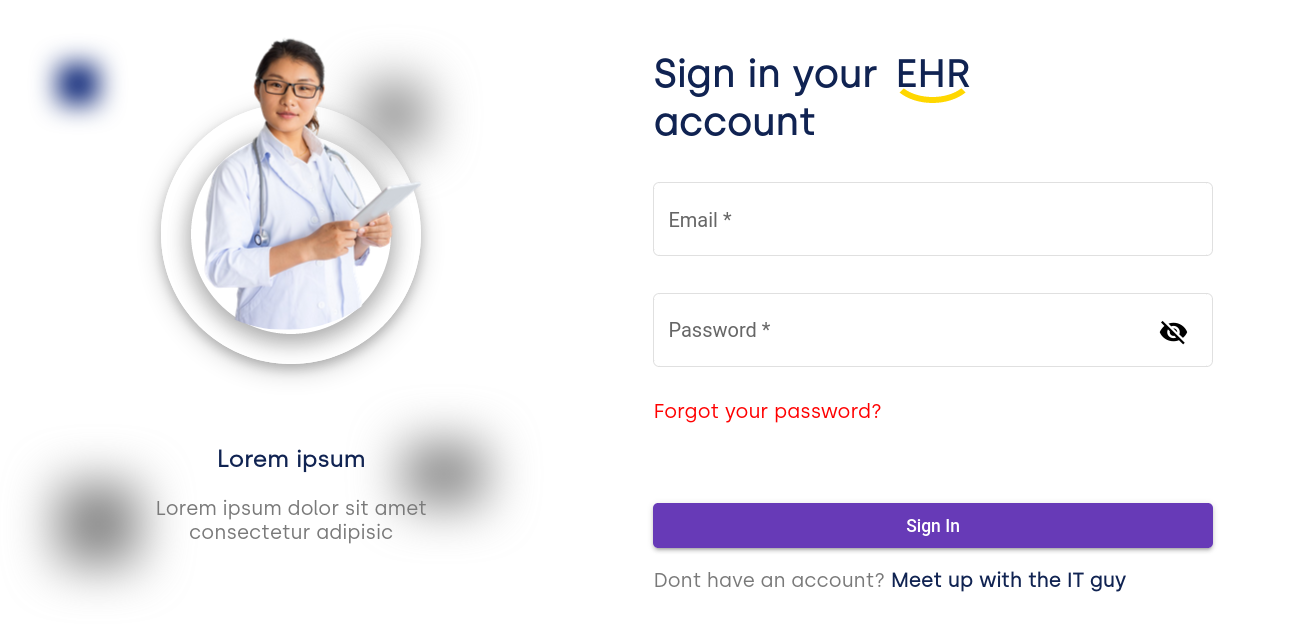 Sign in your EHR
account
Email *
Password *
Forgot your password?
Sign In
Dont have an account? Meet up with the IT guy
Lorem ipsum
Lorem ipsum dolor sit amet
consectetur adipisic